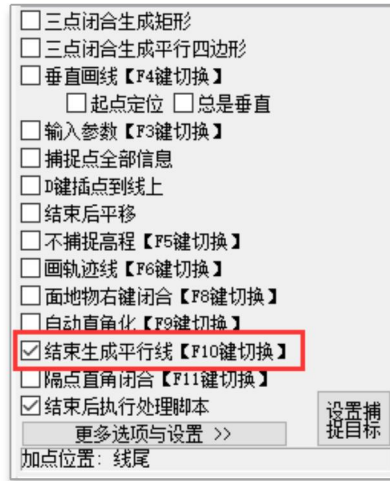 三点闭合生成矩形
三点闭合生成平行四边形
垂直画线【F4键切换】
起点定位 总是垂直
输入参数【F3键切换】
捕捉点全部信息
D键插点到线上
结束后平移
不捕捉高程【F5键切换】
画轨迹线【F6键切换】
面地物右键闭合【F8键切换】
自动直角化【F9键切换】
结束生成平行线【F10键切换】
隔点直角闭合【F11键切换】
结束后执行处理脚本
更多选项与设置 >>
设置捕
捉目标
加点位置: 线尾